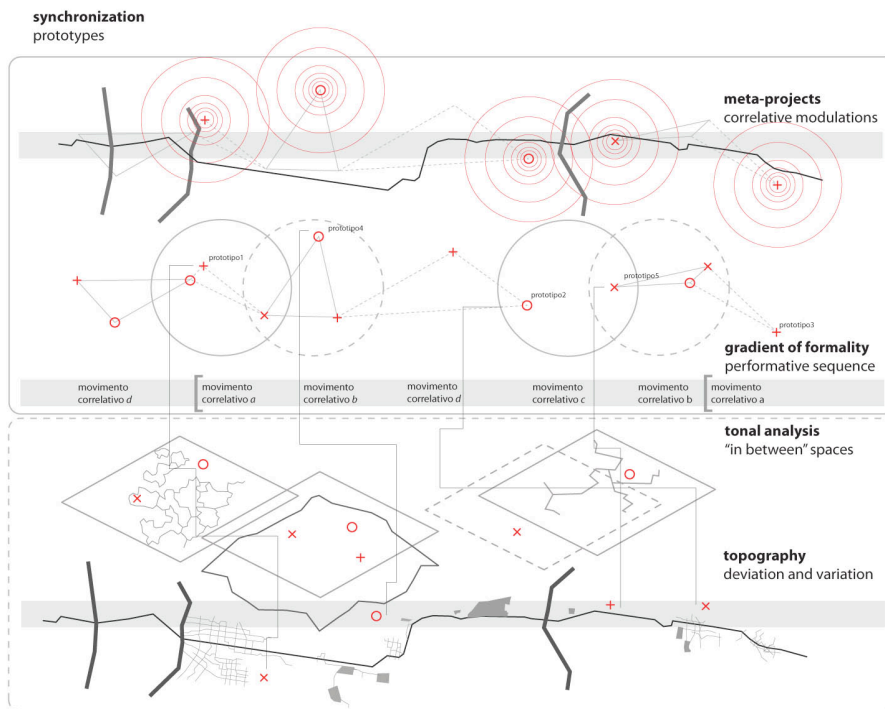 synchronization
prototypes
meta-projects
correlative modulations
prototipo4
prototipo1
prototipo5
prototipo2
prototipo3
gradient of formality
performative sequence
movimento
correlativo d
movimento
correlativo a
movimento
correlativo b
movimento
correlativo d
movimento
correlativo c
movimento
correlativo b
movimento
correlativo a
tonal analysis
“in between” spaces
topography
deviation and variation